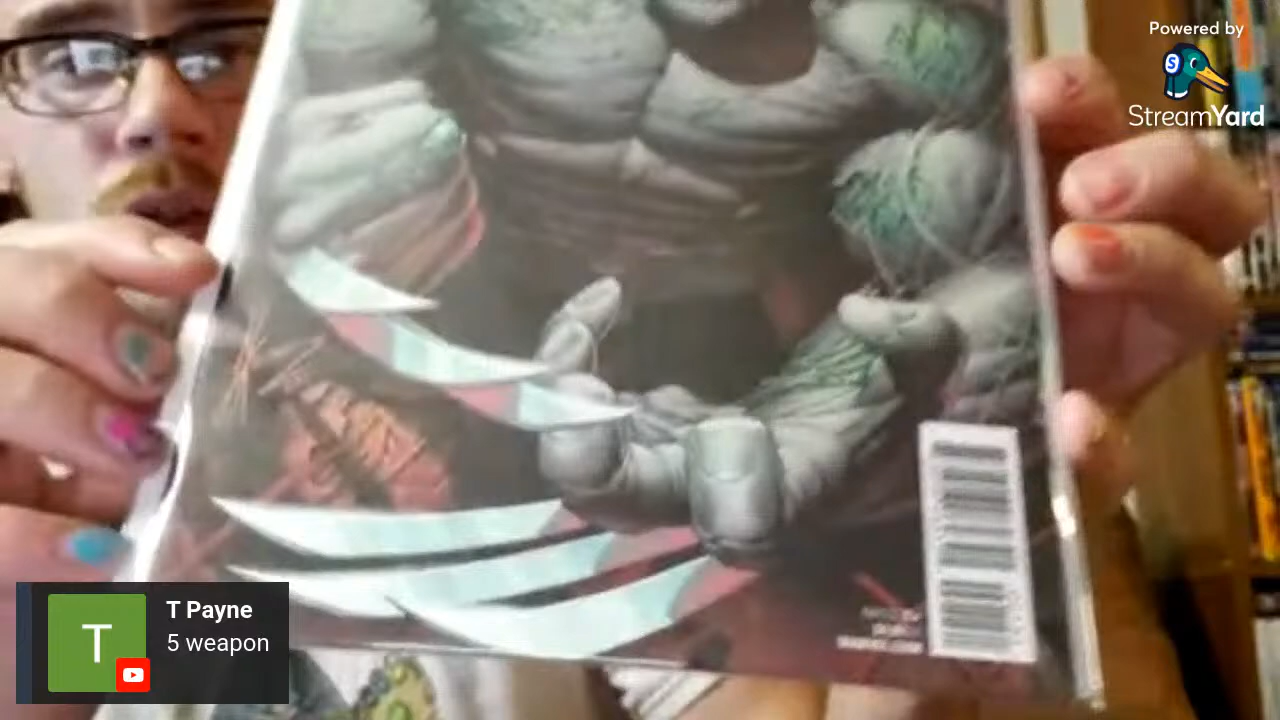 Powered by
S
StreamYard
T
T Payne
5 weapon